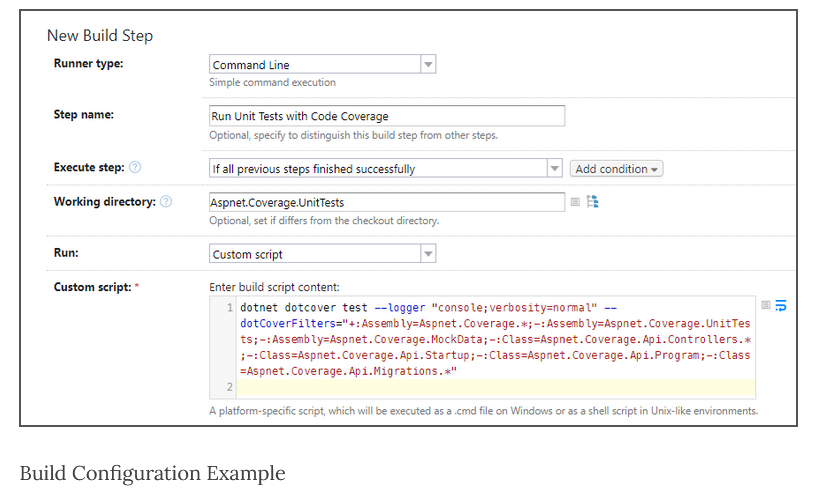 New Build Step
Runner type: Command Line
Simple command execution
Step name: Run Unit Tests with Code Coverage
Optional, specify to distinguish this build step from other steps.
Execute step: ? If all previous steps finished successfully Add condition
Working directory: ? Aspnet.Coverage.UnitTests
Optional, set if differs from the checkout directory.
Run: Custom script
Custom script: * Enter build script content:
1 dotnet dotcover test --logger "console;verbosity=normal" --
dotCoverFilters="+:Assembly=Aspnet.Coverage.*;-:Assembly=Aspnet.Coverage.UnitTes
ts;-:Assembly=Aspnet.Coverage.MockData;-:Class=Aspnet.Coverage.Api.Controllers.*
;-:Class=Aspnet.Coverage.Api.Startup;-:Class=Aspnet.Coverage.Api.Program;-:Class
=Aspnet.Coverage.Api.Migrations.*"
2
A platform-specific script, which will be executed as a .cmd file on Windows or as a shell script in Unix-like environments.
Build Configuration Example